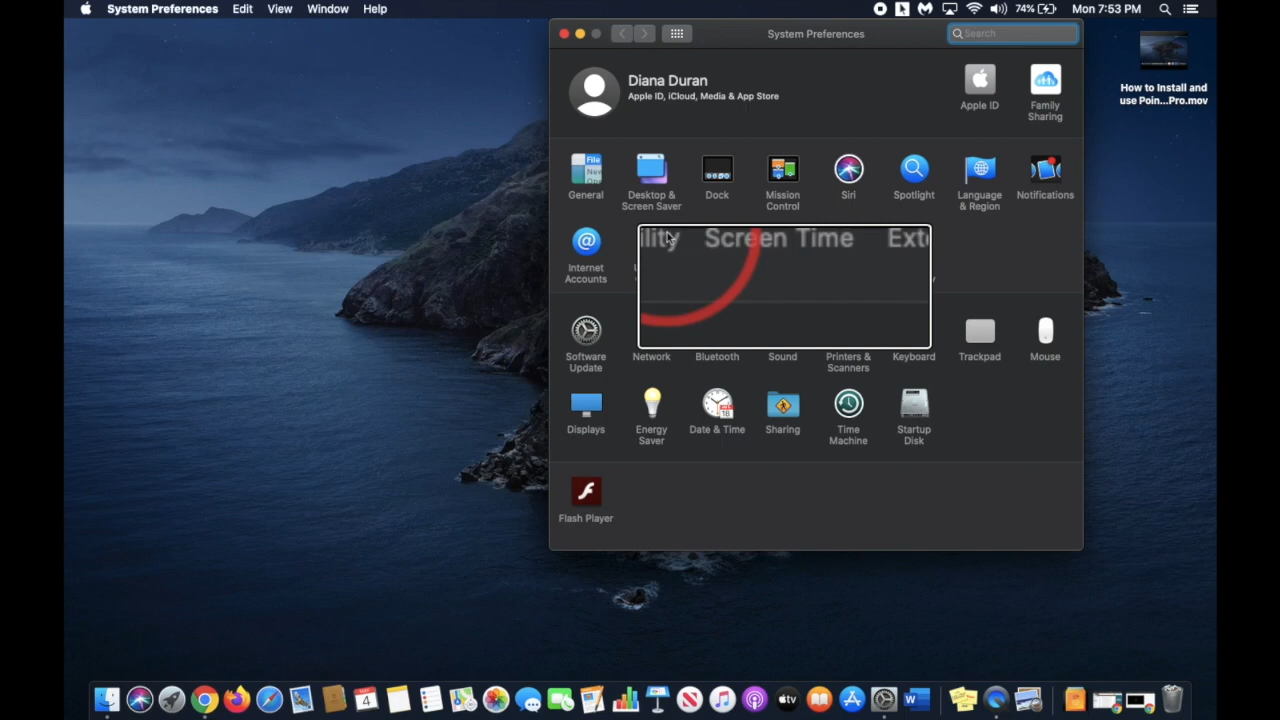 System Preferences Edit View Window Help
74% Mon 7:53 PM
System Preferences
Search
Diana Duran
Apple ID, iCloud, Media & App Store
Apple ID
Family
Sharing
How to Install and
use Poin...Pro.mov
General
Desktop &
Screen Saver
Dock
Mission
Control
Siri
Spotlight
Language
& Region
Notifications
Internet
Accounts
ility Screen Time Exte
Software
Update
Network
Bluetooth
Sound
Printers &
Scanners
Keyboard
Trackpad
Mouse
Displays
Energy
Saver
Date & Time
Sharing
Time
Machine
Startup
Disk
Flash Player